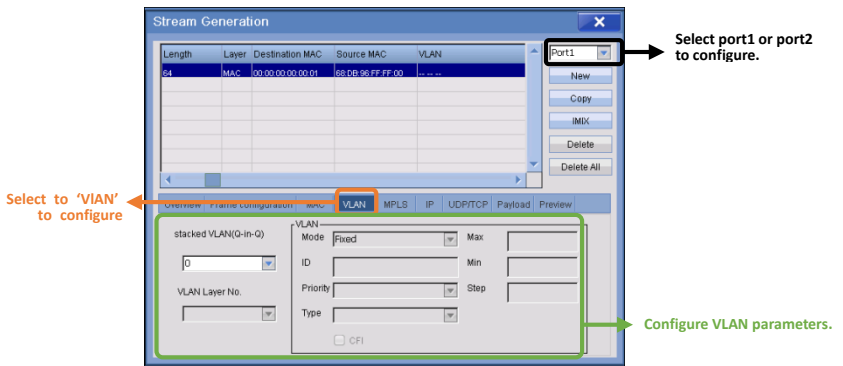 Stream Generation
X
Length Layer Destination MAC Source MAC VLAN
64 MAC 00:00:00:00:00:01 68:DB:96:FF:FF:00 -- -- --
Port1
New
Copy
IMIX
Delete
Delete All
Select port1 or port2
to configure.
Select to ‘VlAN’
to configure
Overview Frame configuration MAC VLAN MPLS IP UDP/TCP Payload Preview
stacked VLAN(Q-in-Q)
0
VLAN Layer No.
VLAN
Mode Fixed Max
ID Min
Priority Step
Type
CFI
Configure VLAN parameters.